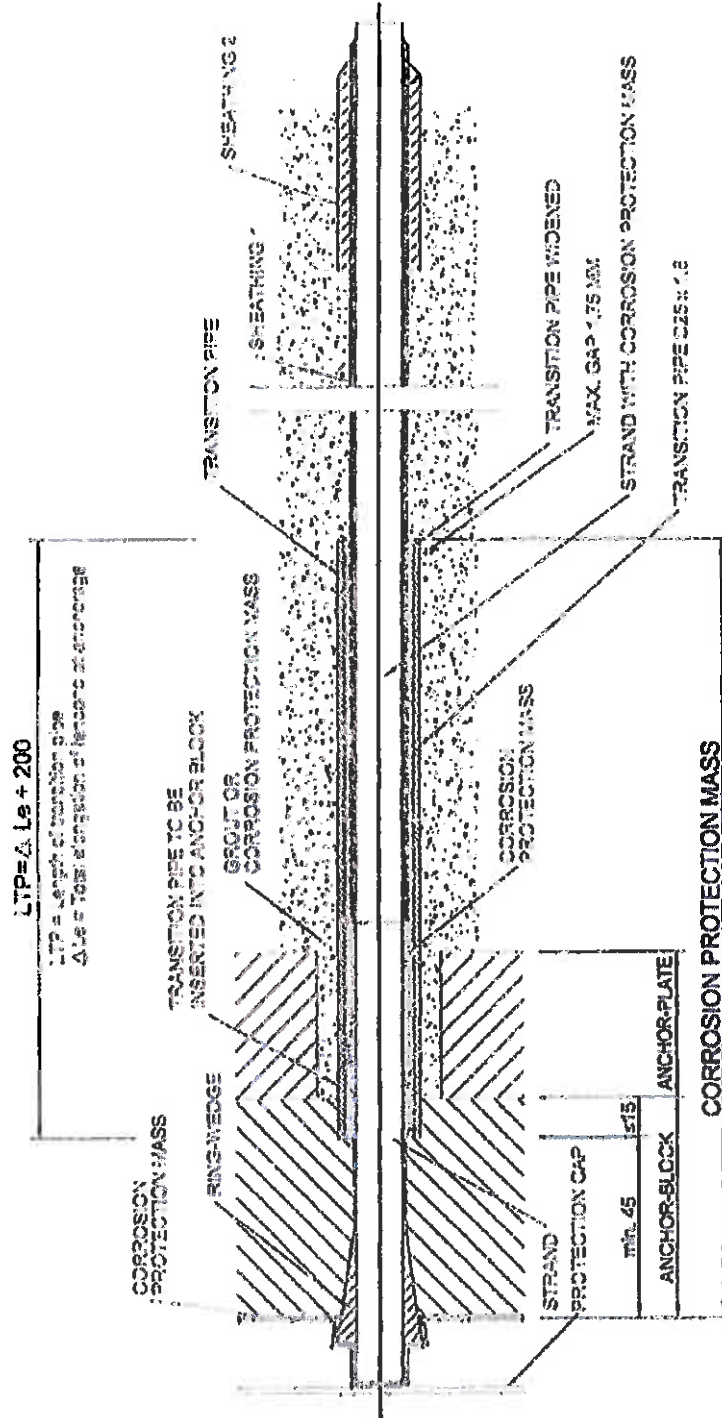 LTP=Δ Le + 200
LTP = Length of transition pipe
Δ Le = Total elongation of at anchorage
CORROSION
PROTECTION MASS
RING-WEDGE
TRANSITION PIPE TO BE
INSERTED INTO ANCHOR BLOCK
GROUT OR
CORROSION PROTECTION MASS
TRANSITION PIPE
SHEATHING
SHEATHING 2
STRAND
PROTECTION CAP
CORROSION
PROTECTION MASS
TRANSITION PIPE WIDENED
MAX. GAP 1,75 MM
STRAND WITH CORROSION PROTECTION MASS
TRANSITION PIPE
min. 45
≤15
ANCHOR-BLOCK
ANCHOR-PLATE
CORROSION PROTECTION MASS